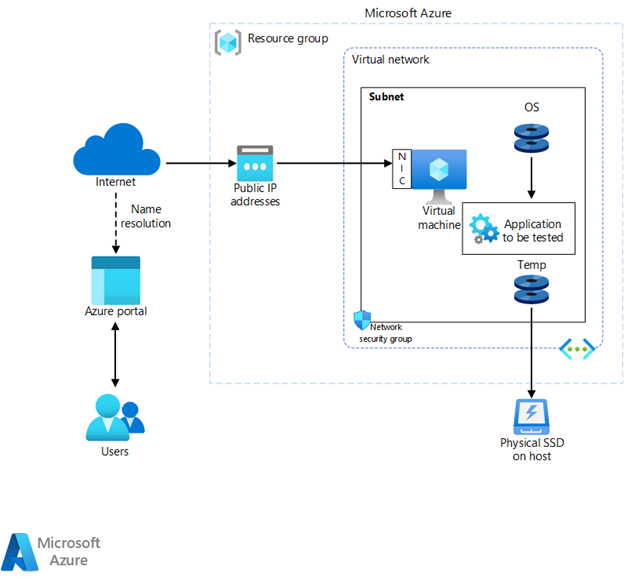 Microsoft Azure
Resource group
Virtual network
Subnet
OS
Internet
Public IP
addresses
N
I
C
Virtual
machine
Application
to be tested
Name
resolution
Temp
Azure portal
Network
security group
Users
Physical SSD
on host
Microsoft
Azure